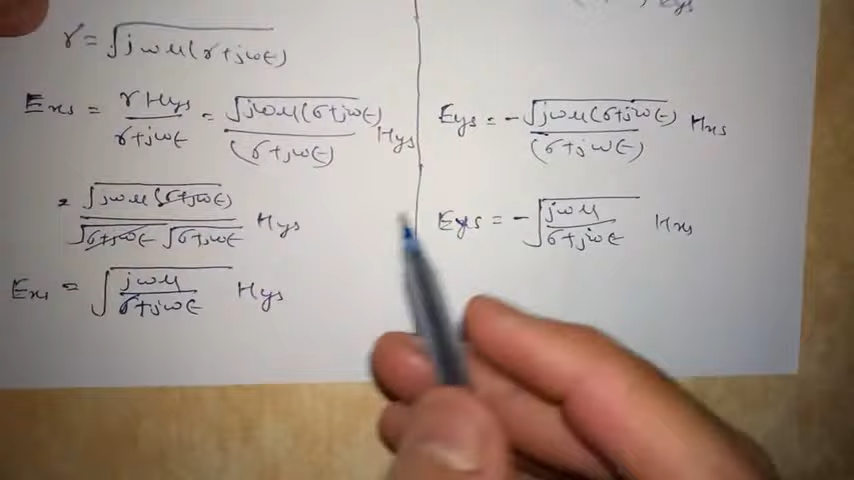 γ = √(jωμ(σ+jωϵ))
Exs = γ Hys / σ+jωϵ = √(jωμ(σ+jωϵ)) / (σ+jωϵ) Hys
= √(jωμ(σ+jωϵ)) / √(σ+jωϵ) √(σ+jωϵ) Hys
Exs = √(jωμ / σ+jωϵ) Hys
Eys
Eys = -√(jωμ(σ+jωϵ)) / (σ+jωϵ) Hxs
Eys = -√(jωμ / σ+jωϵ) Hxs